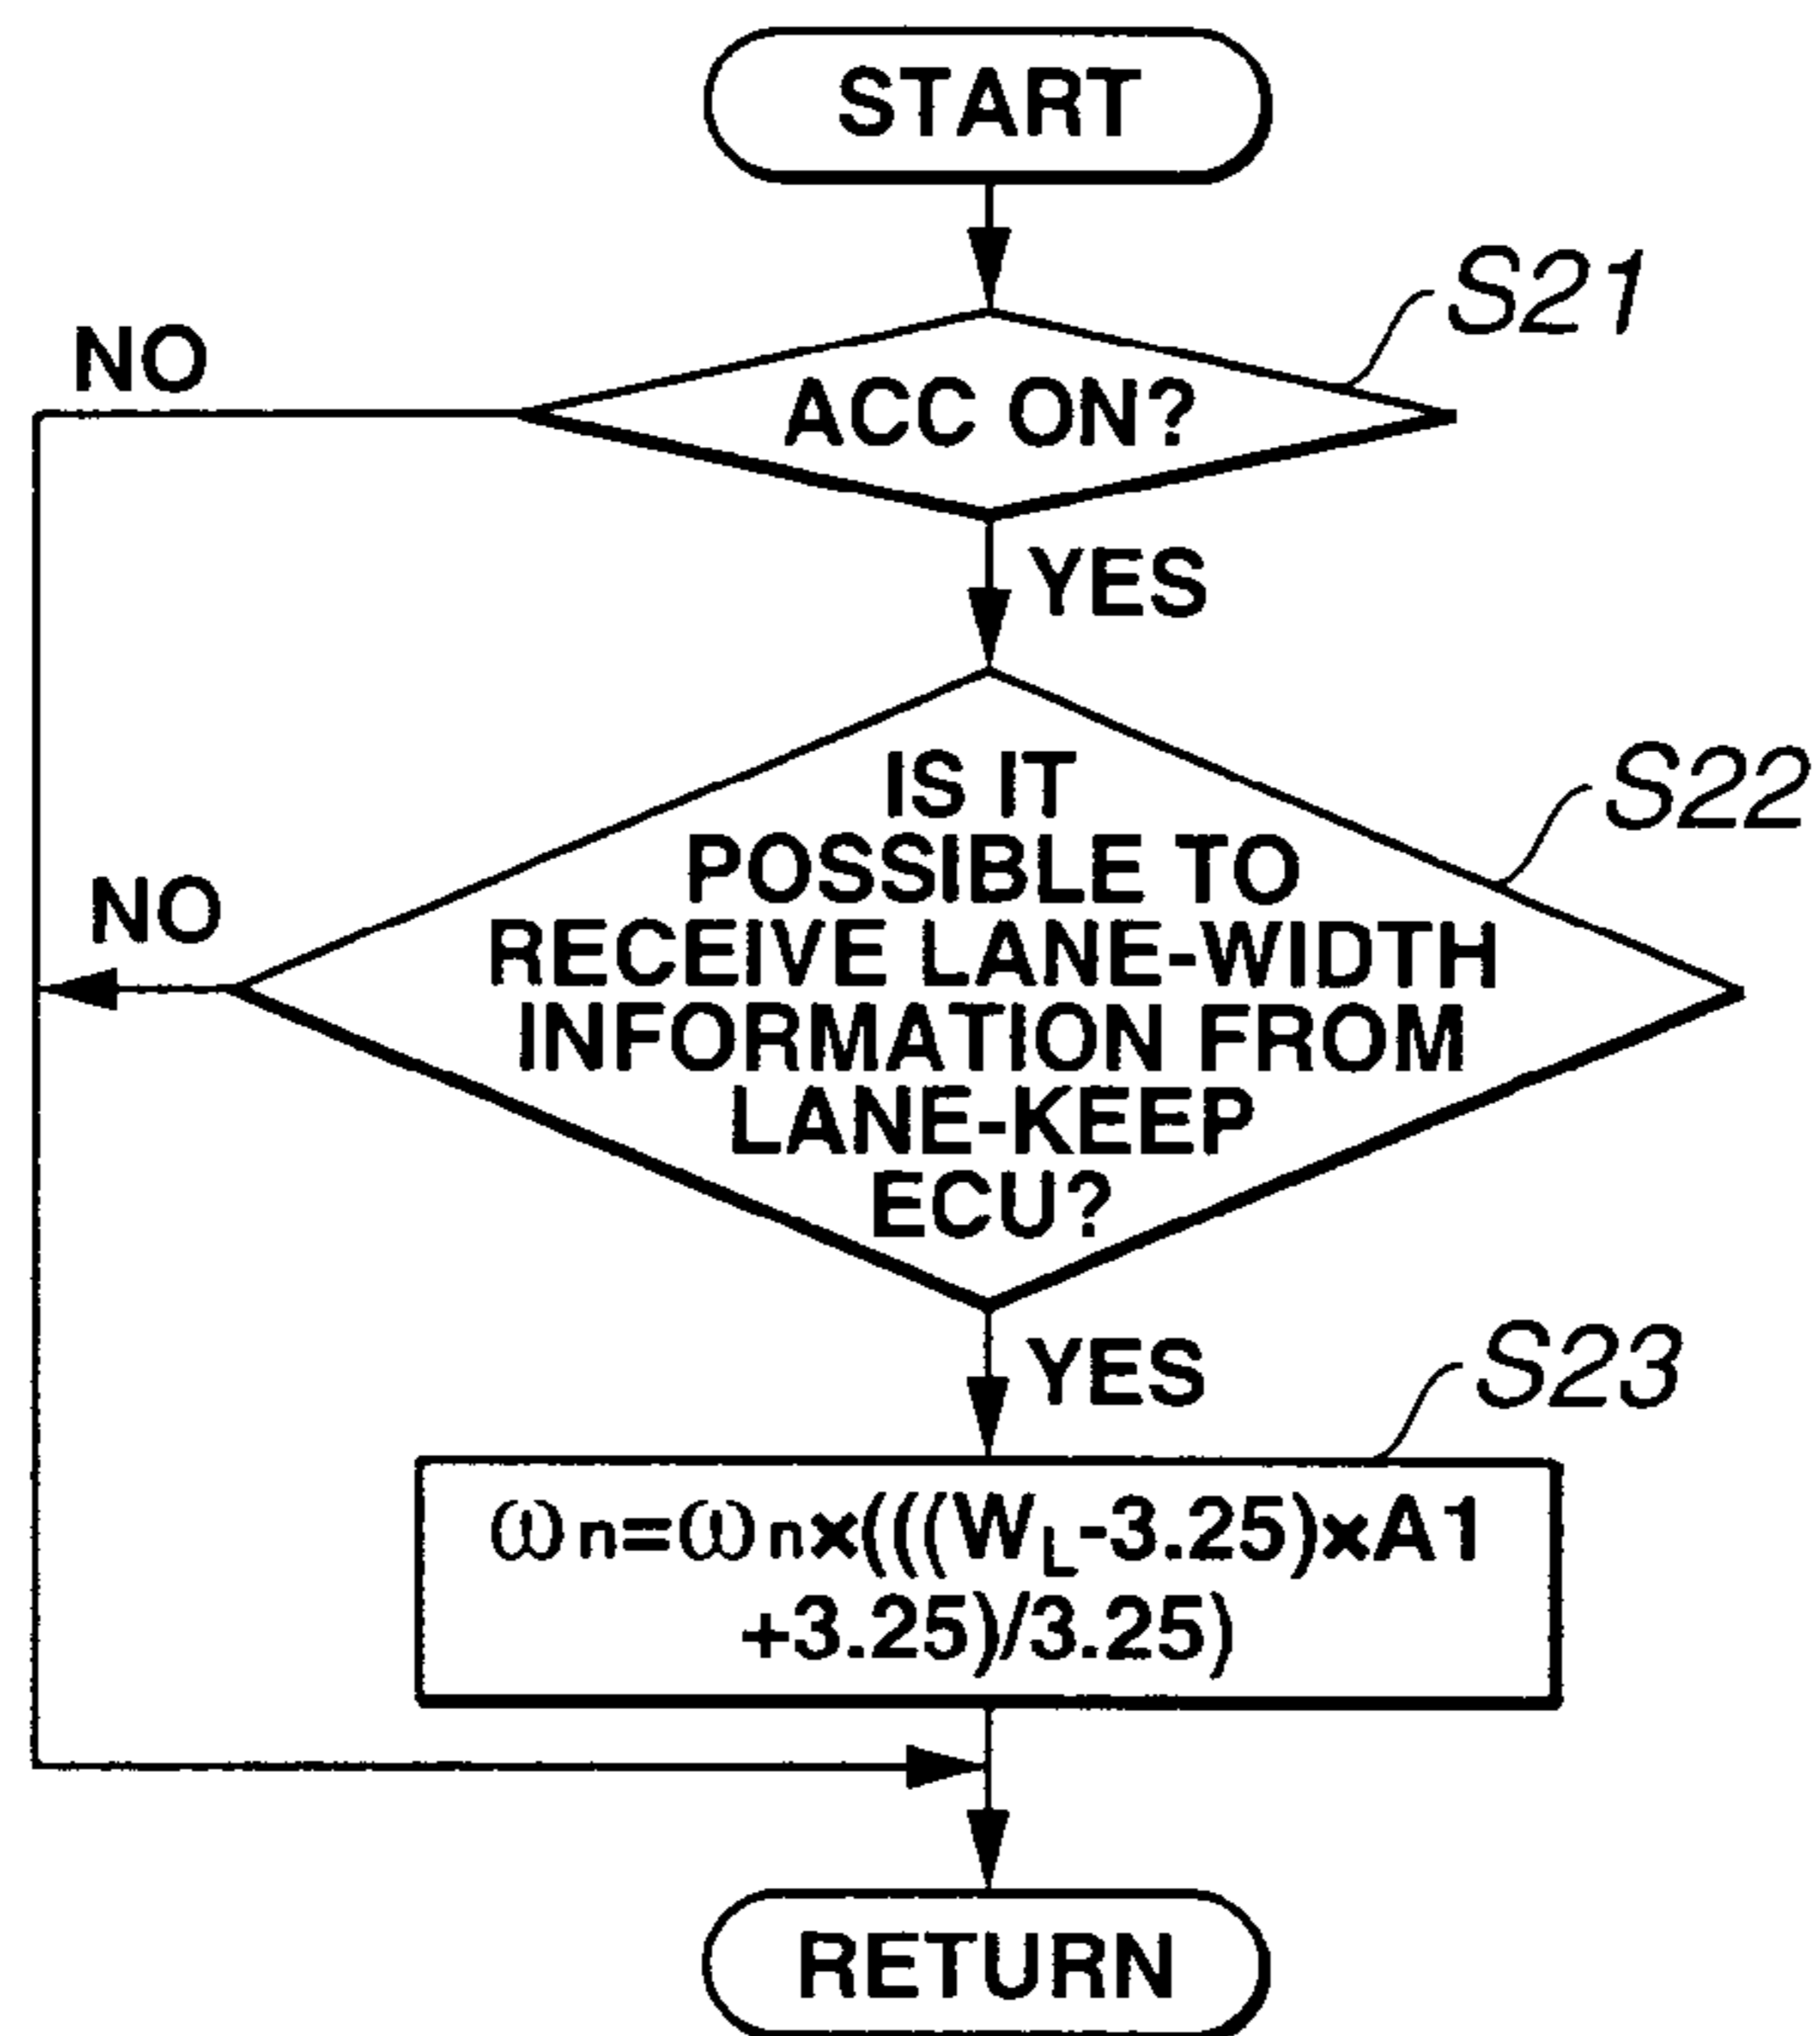 START
S21
NO
ACC ON?
YES
S22
IS IT
POSSIBLE TO
NO
RECEIVE LANE-WIDTH
INFORMATION FROM
LANE-KEEP
ECU?
YES
S23
ωn=ωn×(((WL-3.25)×A1
+3.25)/3.25)
RETURN